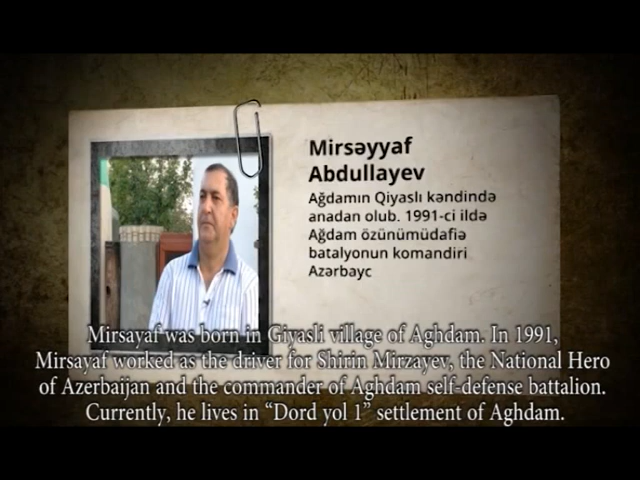 Mirsəyyaf
Abdullayev
Ağdamın Qiyaslı kəndində
anadan olub. 1991-ci ildə
Ağdam özünümüdafiə
batalyonun komandiri
Azərbayc
Mirsayaf was born in Giyasli village of Aghdam. In 1991,
Mirsayaf worked as the driver for Shirin Mirzayev, the National Hero
of Azerbaijan and the commander of Aghdam self-defense battalion.
Currently, he lives in “Dord yol 1” settlement of Aghdam.